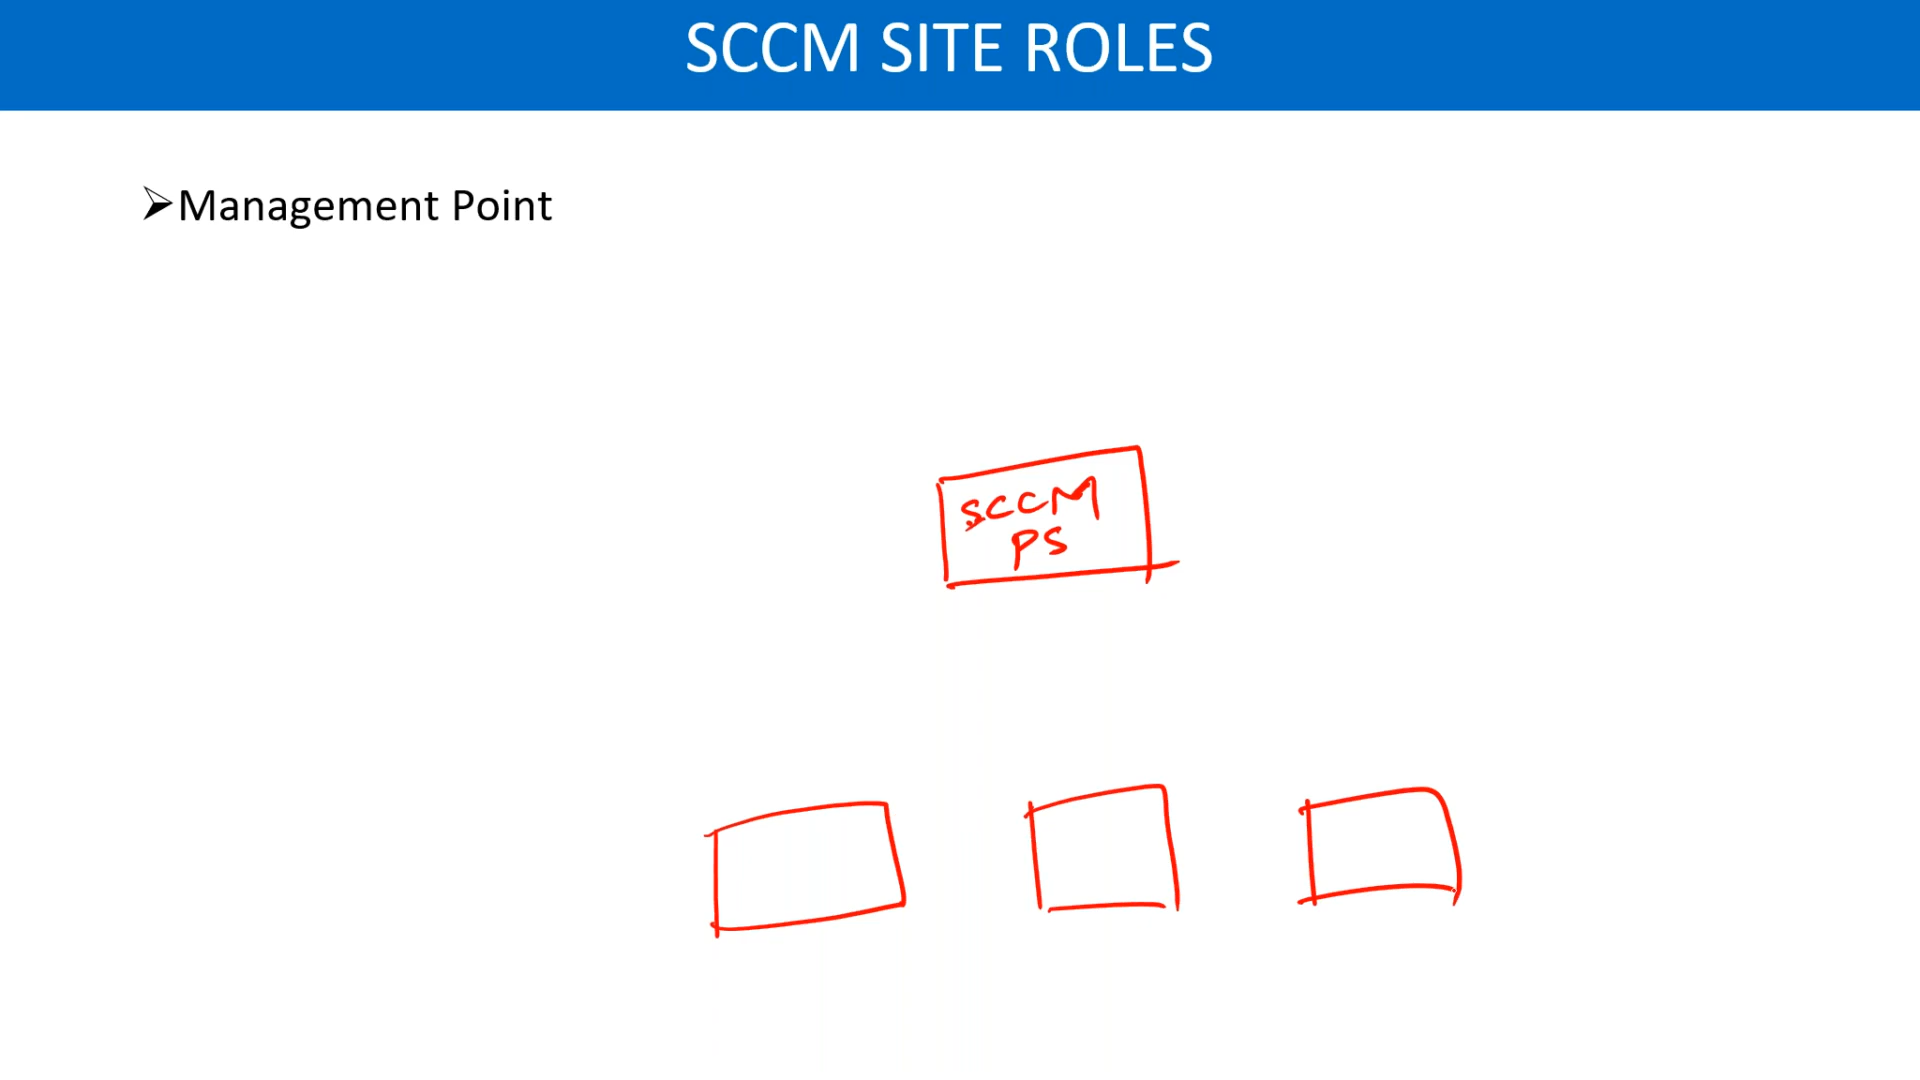 SCCM SITE ROLES
➢Management Point
SCCM
PS